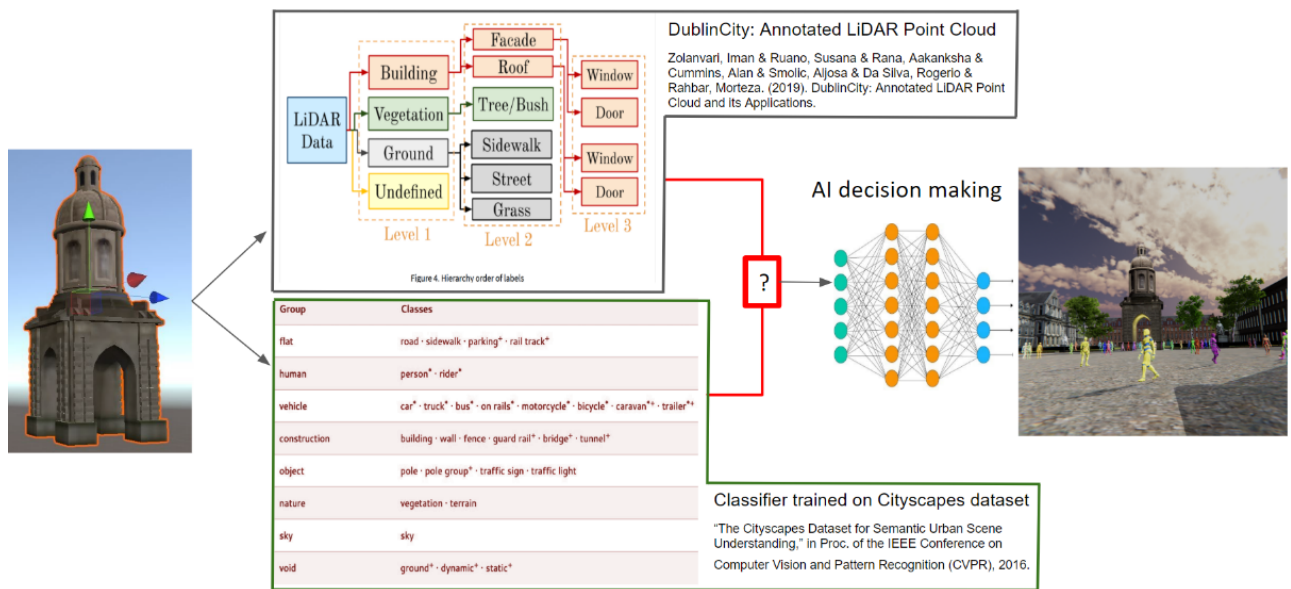 DublinCity: Annotated LiDAR Point Cloud
Zolanvari, Iman & Ruano, Susana & Rana, Aakanksha &
Cummins, Alan & Smolic, Aljosa & Da Silva, Rogerio &
Rahbar, Morteza. (2019). DublinCity: Annotated LiDAR Point
Cloud and its Applications.
LiDAR
Data
Building
Vegetation
Ground
Undefined
Level 1
Facade
Roof
Tree/Bush
Sidewalk
Street
Grass
Level 2
Window
Door
Window
Door
Level 3
Figure 4. Hierarchy order of labels
Group Classes
flat road · sidewalk · parking⁺ · rail track⁺
human person* · rider*
vehicle car* · truck* · bus* · on rails* · motorcycle* · bicycle* · caravan*⁺ · trailer*⁺
construction building · wall · fence · guard rail⁺ · bridge⁺ · tunnel⁺
object pole · pole group⁺ · traffic sign · traffic light
nature vegetation · terrain
sky sky
void ground⁺ · dynamic⁺ · static⁺
?
AI decision making
Classifier trained on Cityscapes dataset
“The Cityscapes Dataset for Semantic Urban Scene
Understanding,” in Proc. of the IEEE Conference on
Computer Vision and Pattern Recognition (CVPR), 2016.